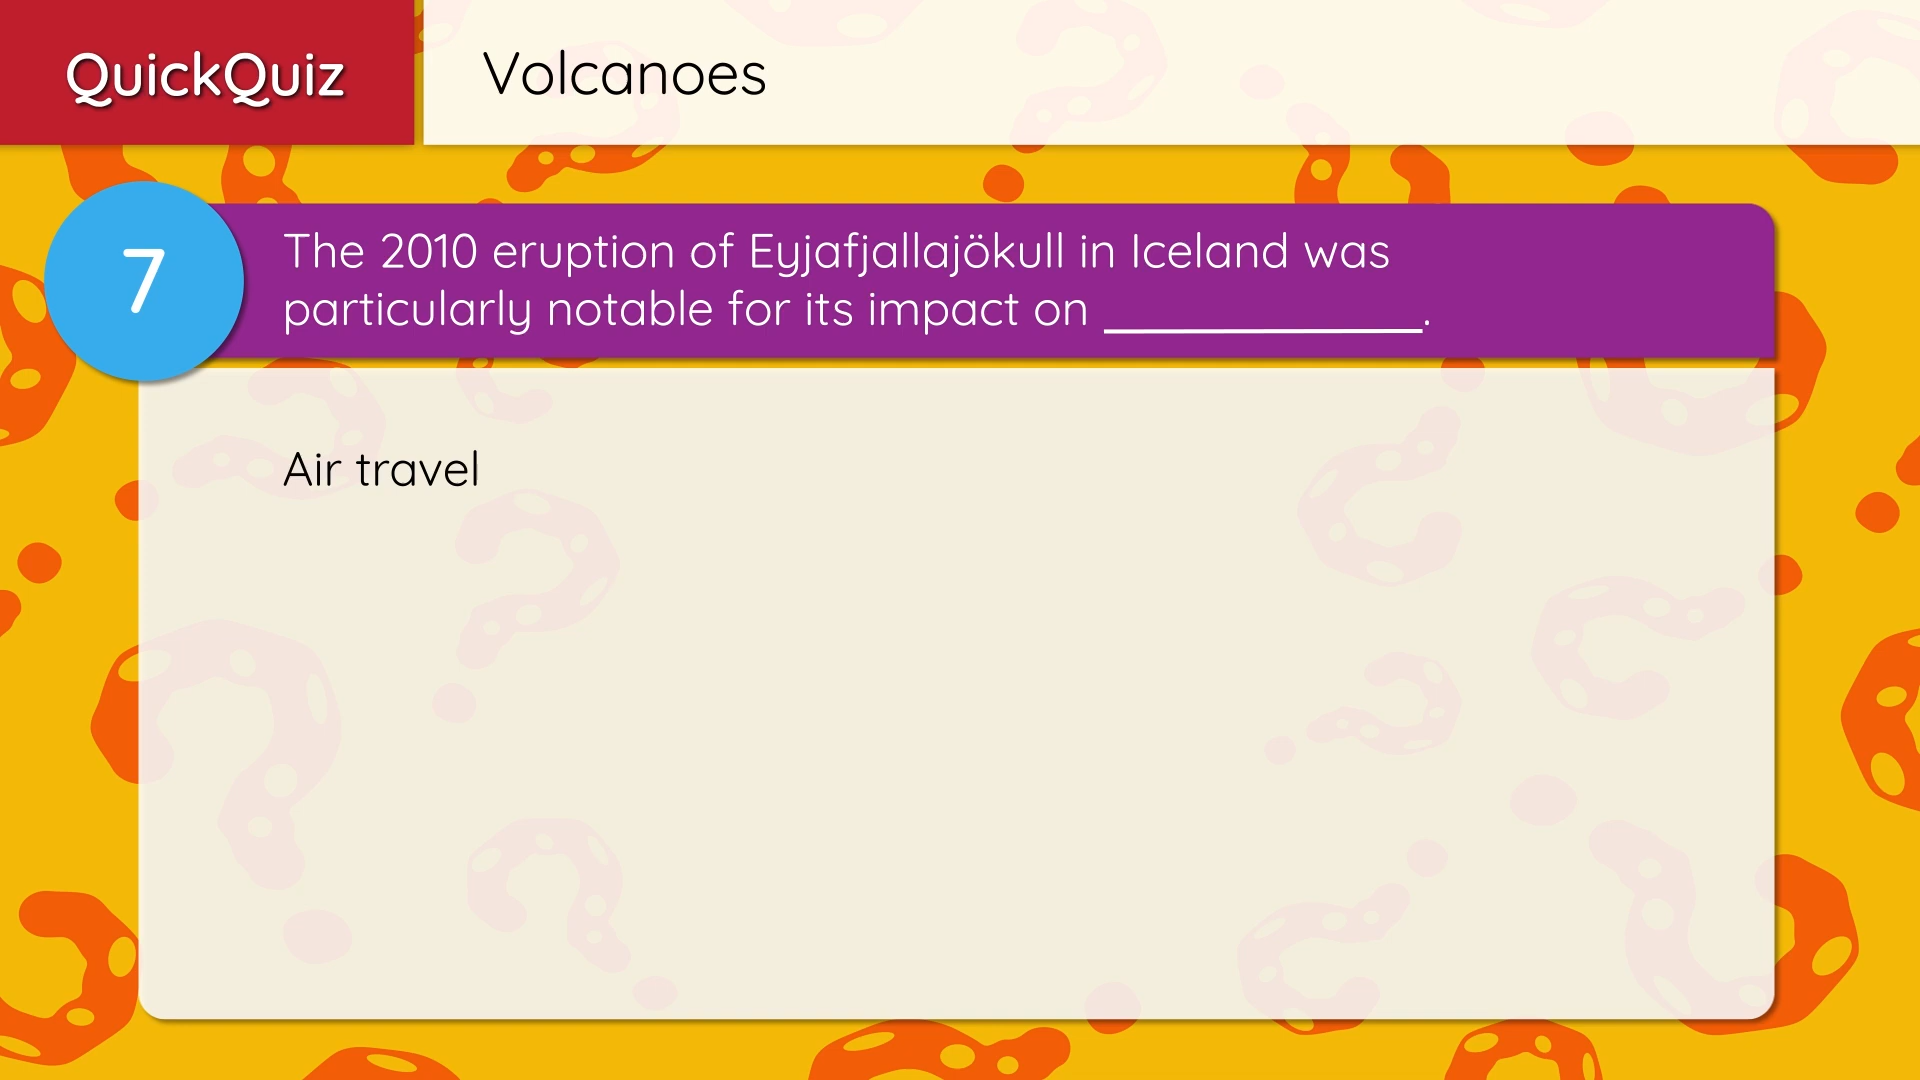 QuickQuiz
Volcanoes
7
The 2010 eruption of Eyjafjallajökull in Iceland was
particularly notable for its impact on ____________.
Air travel